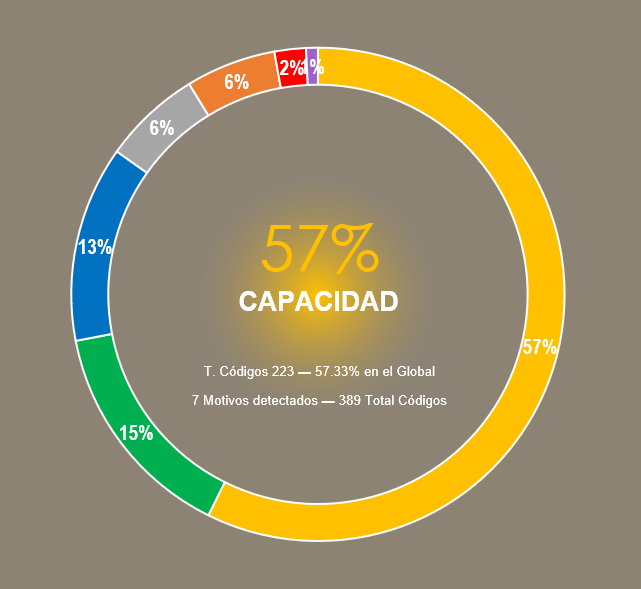 2%
1%
6%
6%
13%
57%
CAPACIDAD
57%
T. Códigos 223 — 57.33% en el Global
7 Motivos detectados — 389 Total Códigos
15%